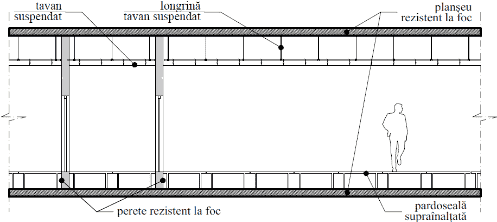 tavan
suspendat
longrină
tavan suspendat
planșeu
rezistent la foc
perete rezistent la foc
pardoseală
supraînălțată